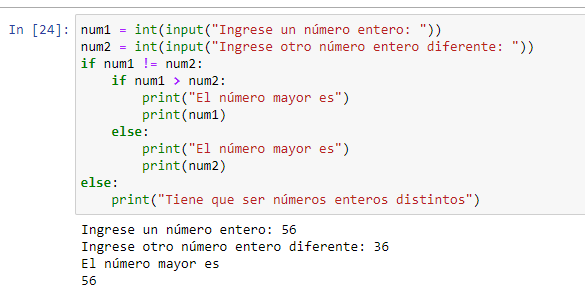 In [24]: num1 = int(input("Ingrese un número entero: "))
num2 = int(input("Ingrese otro número entero diferente: "))
if num1 != num2:
    if num1 > num2:
        print("El número mayor es")
        print(num1)
    else:
        print("El número mayor es")
        print(num2)
else:
    print("Tiene que ser números enteros distintos")
Ingrese un número entero: 56
Ingrese otro número entero diferente: 36
El número mayor es
56